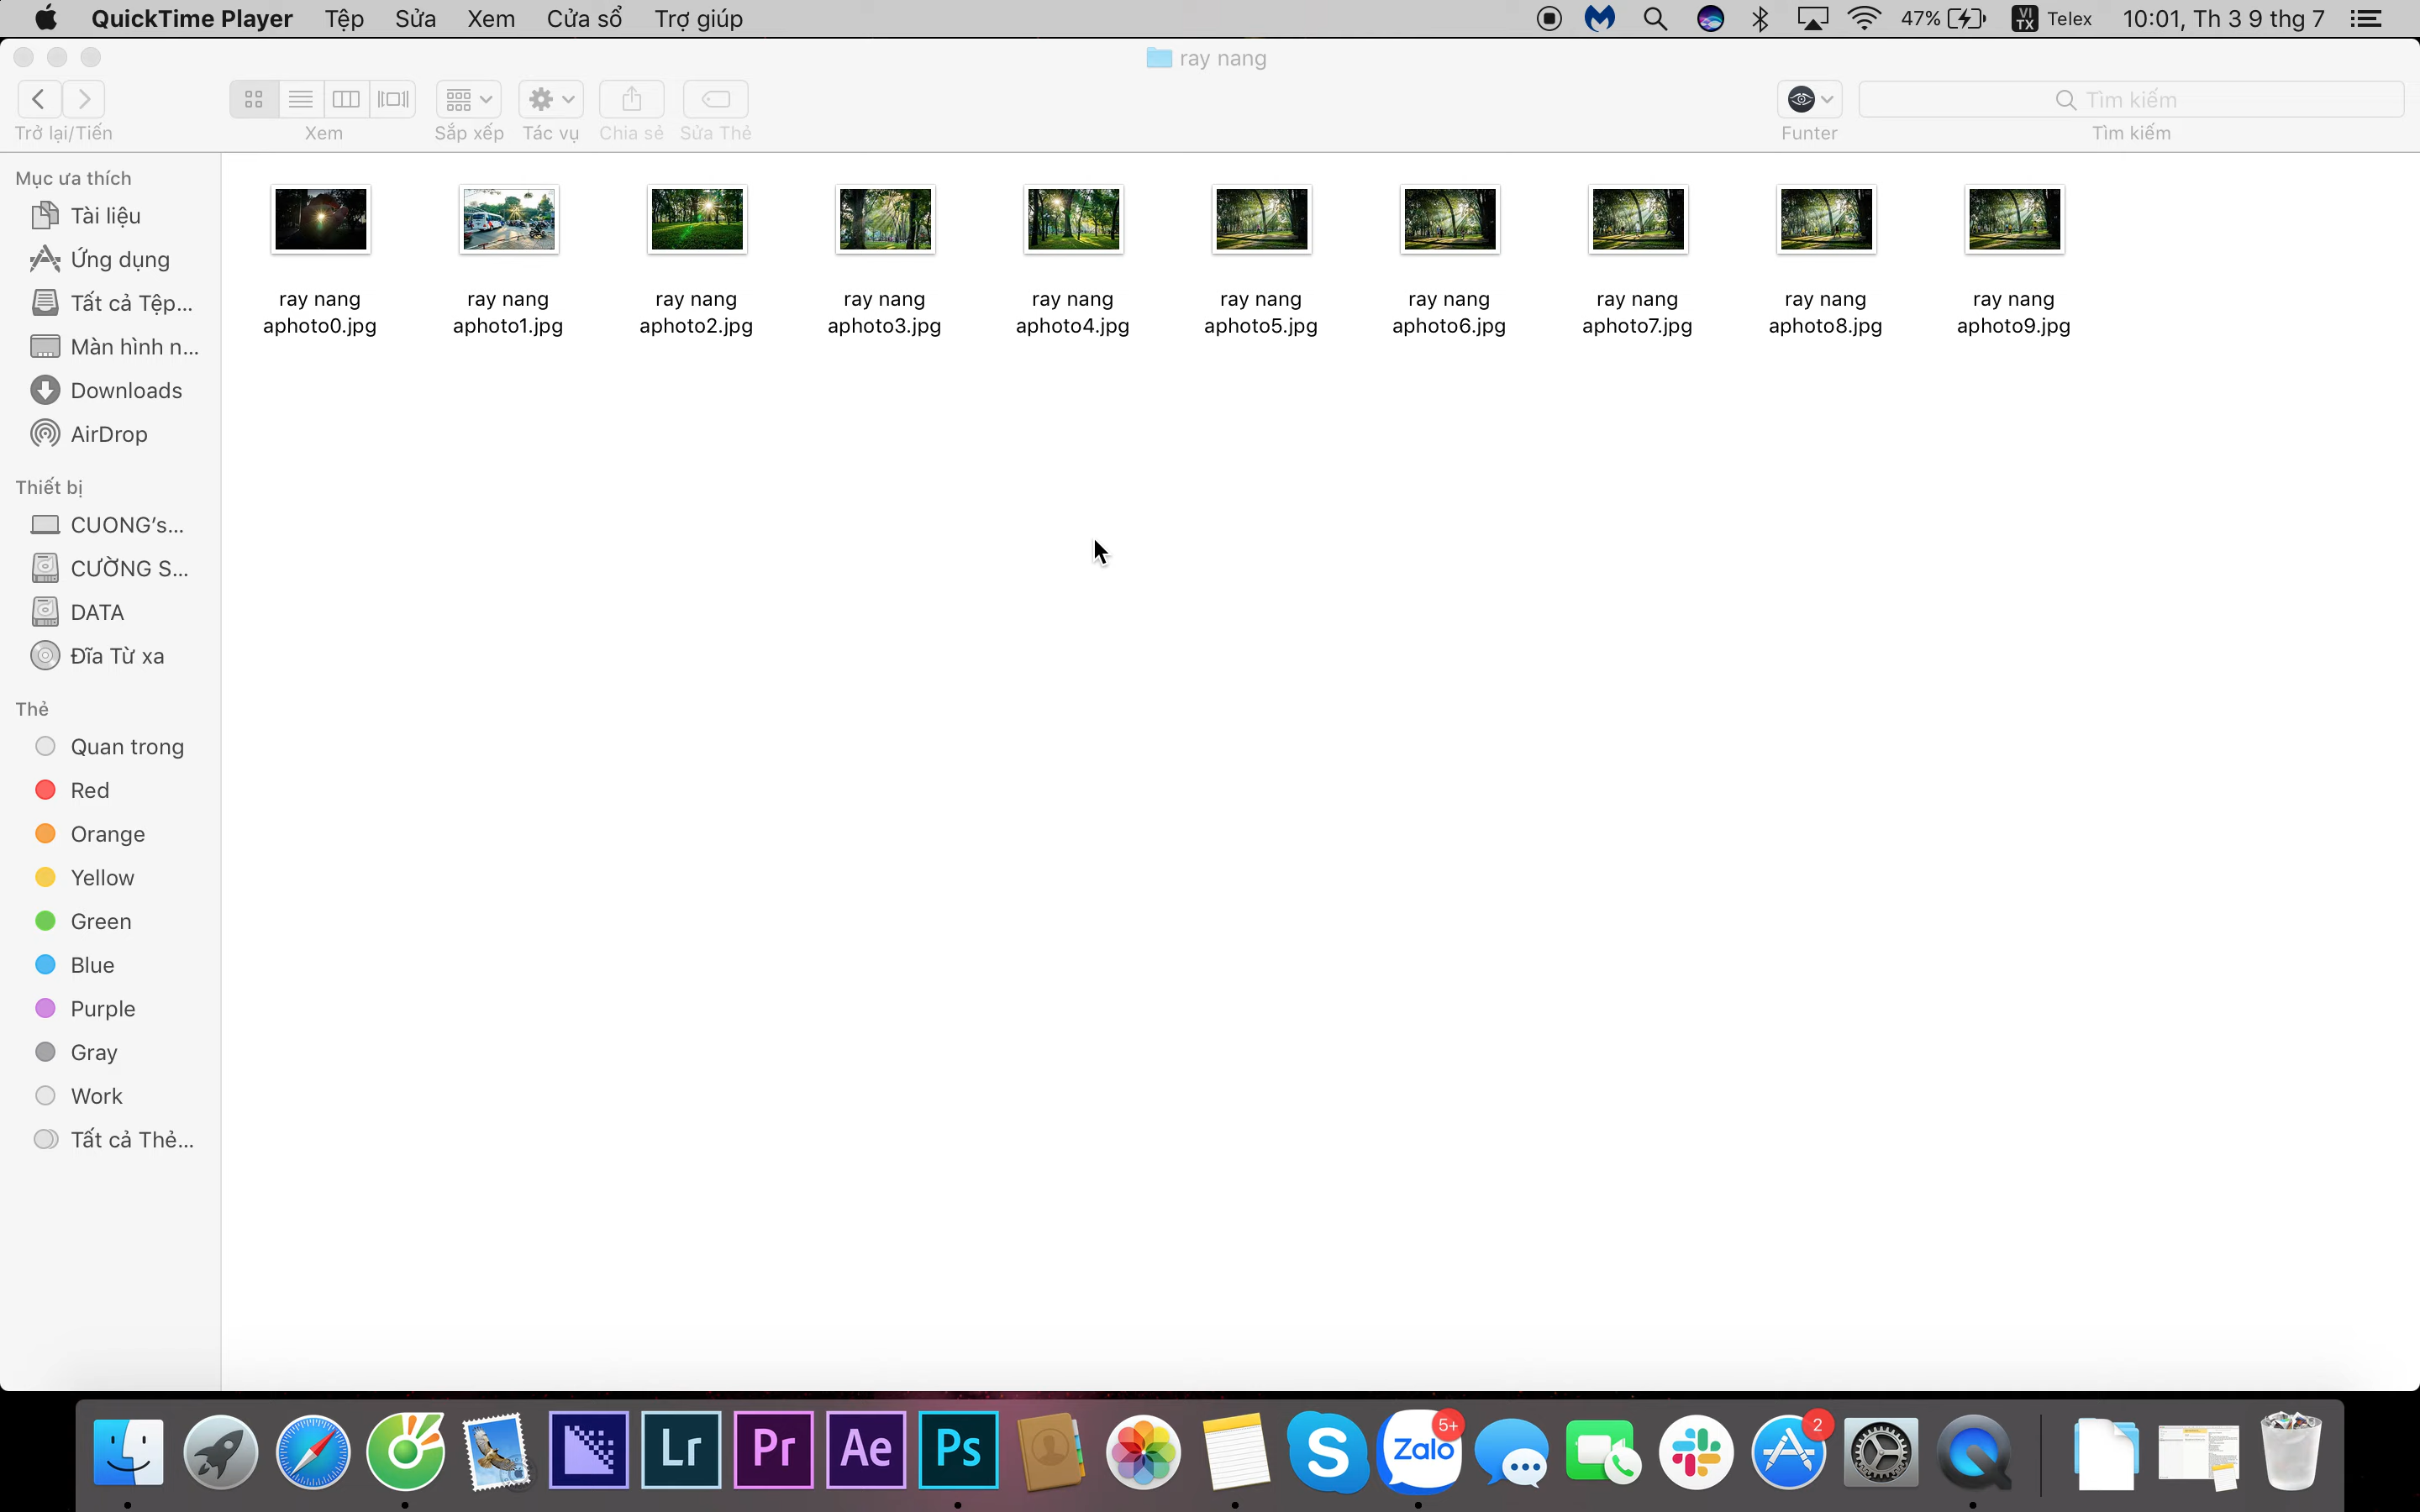 QuickTime Player Tệp Sửa Xem Cửa sổ Trợ giúp 47% VI TX Telex 10:01, Th 3 9 thg 7
ray nang
Tìm kiếm
Trở lại/Tiến Xem Sắp xếp Tác vụ Chia sẻ Sửa Thẻ Funter Tìm kiếm
Mục ưa thích
Tài liệu
Ứng dụng
Tất cả Tệp...
Màn hình n...
Downloads
AirDrop
Thiết bị
CUONG's...
CƯỜNG S...
DATA
Đĩa Từ xa
Thẻ
Quan trong
Red
Orange
Yellow
Green
Blue
Purple
Gray
Work
Tất cả Thẻ...
ray nang ray nang ray nang ray nang ray nang ray nang ray nang ray nang ray nang ray nang
aphoto0.jpg aphoto1.jpg aphoto2.jpg aphoto3.jpg aphoto4.jpg aphoto5.jpg aphoto6.jpg aphoto7.jpg aphoto8.jpg aphoto9.jpg
Lr Pr Ae Ps S Zalo 5+ 2